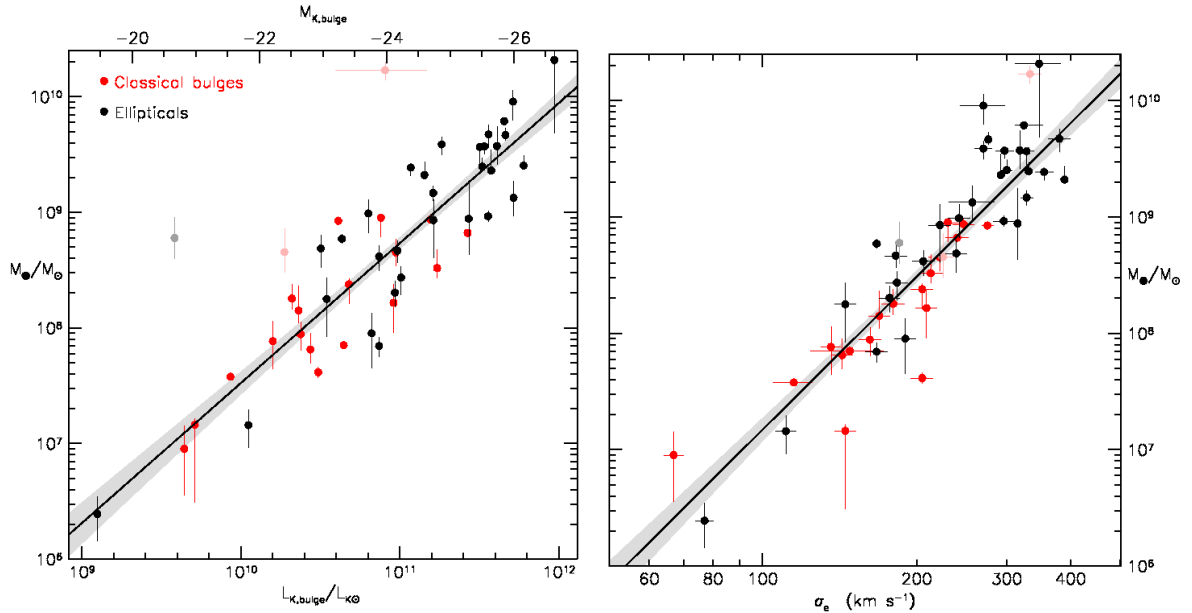 M_K,bulge
−20 −22 −24 −26
Classical bulges
Ellipticals
10^10
10^9
M_●/M_⊙
10^8
10^7
10^6
10^9 10^10 10^11 10^12
L_K,bulge/L_K⊙
10^10
10^9
M_●/M_⊙
10^8
10^7
10^6
60 80 100 200 300 400
σ_e (km s^−1)